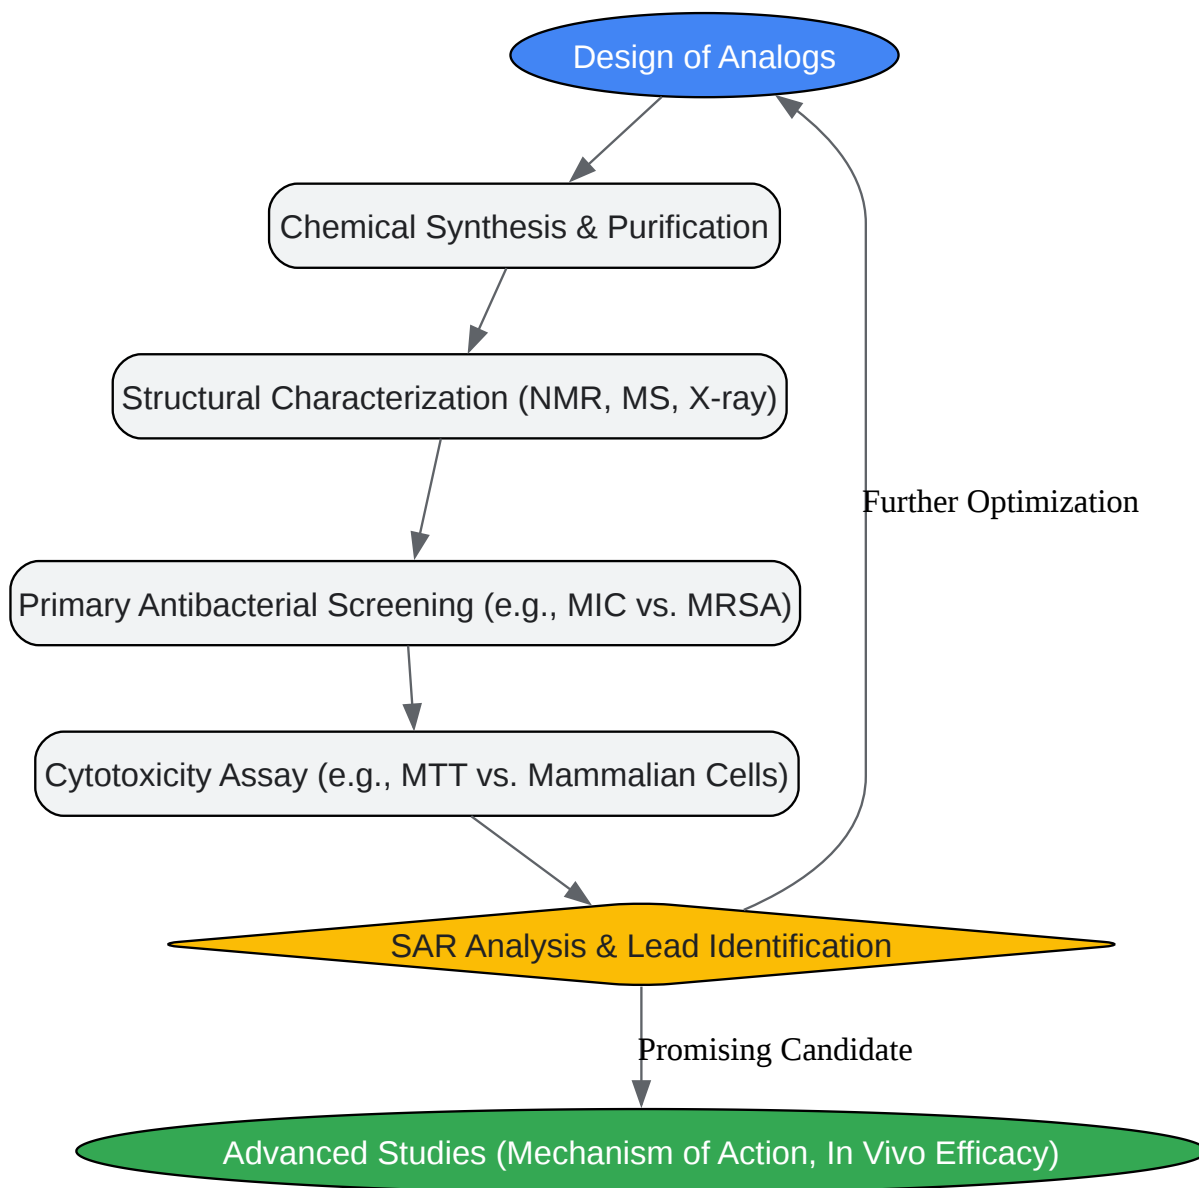 Design of Analogs
Chemical Synthesis & Purification
Structural Characterization (NMR, MS, X-ray)
Further Optimization
Primary Antibacterial Screening (e.g., MIC vs. MRSA)
Cytotoxicity Assay (e.g., MTT vs. Mammalian Cells)
SAR Analysis & Lead Identification
Promising Candidate
Advanced Studies (Mechanism of Action, In Vivo Efficacy)